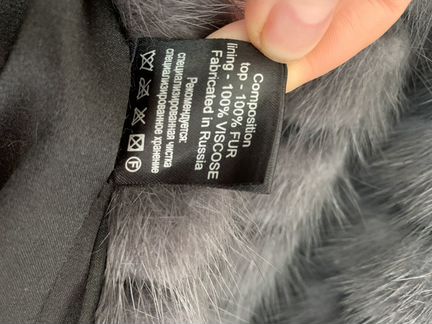 Composition
top - 100% FUR
lining - 100% VISCOSE
Fabricated in Russia
Рекомендуется:
специализированная чистка
специализированное хранение
F